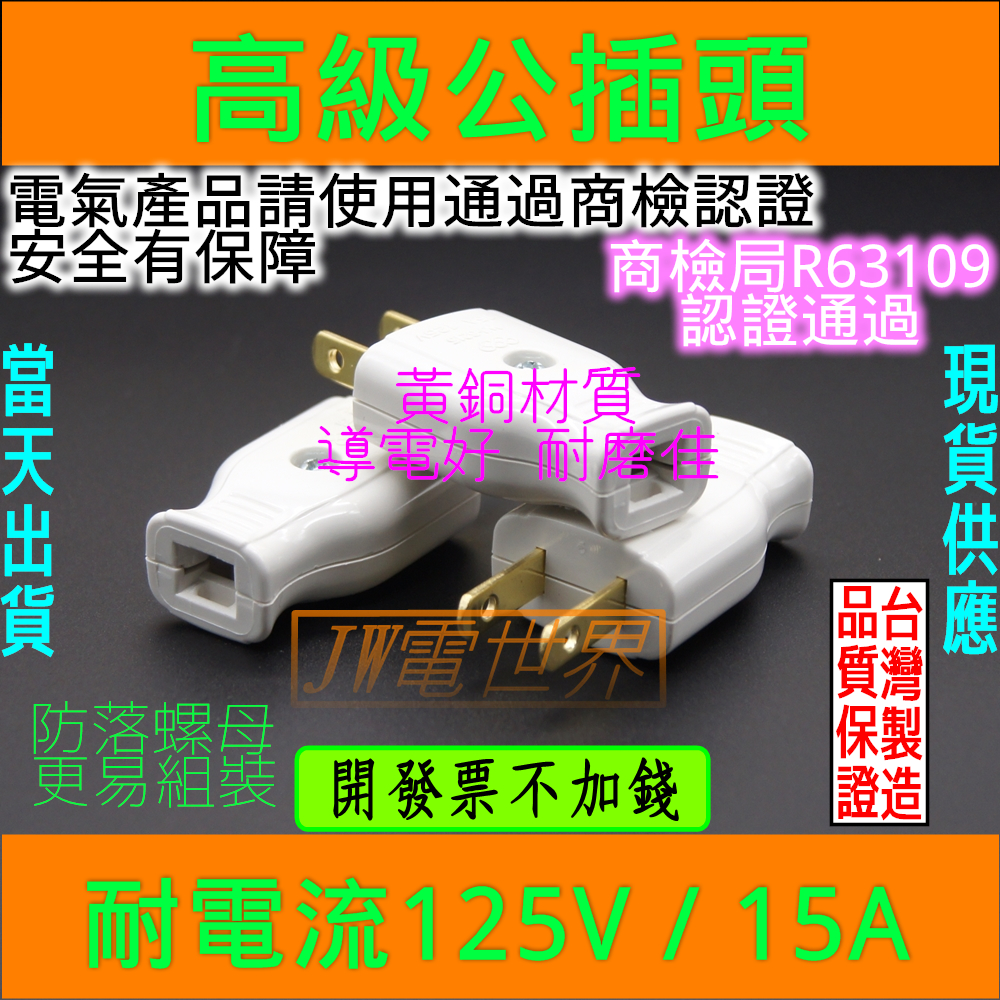 高級公插頭
電氣產品請使用通過商檢認證
安全有保障
商檢局R63109
認證通過
當天出貨
現貨供應
黃銅材質
導電好 耐磨佳
JW電世界
台灣製造
品質保證
防落螺母
更易組裝
開發票不加錢
耐電流125V / 15A